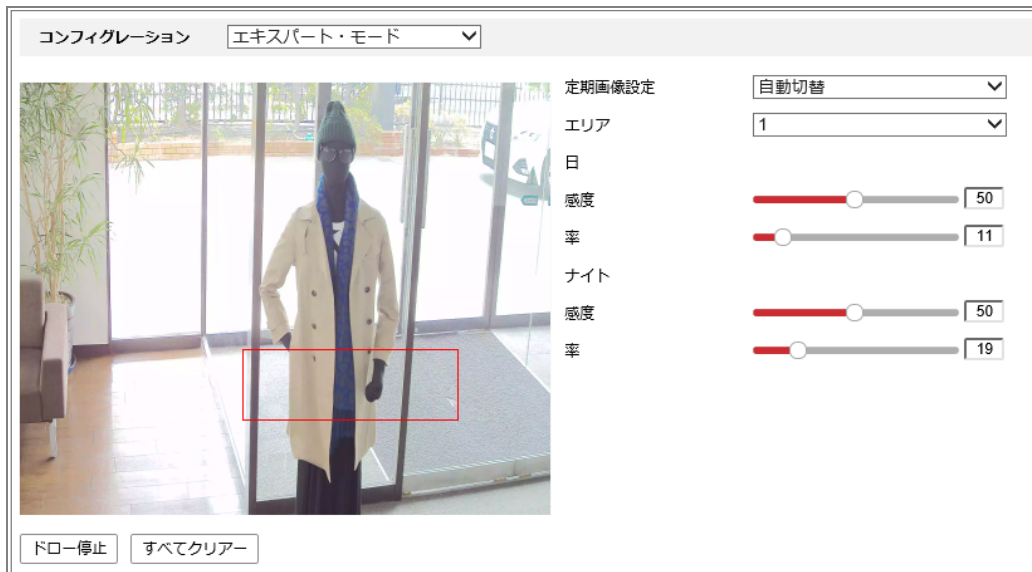 コンフィグレーション エキスパート・モード
定期画像設定 自動切替
エリア 1
日
感度 50
率 11
ナイト
感度 50
率 19
ドロー停止 すべてクリアー